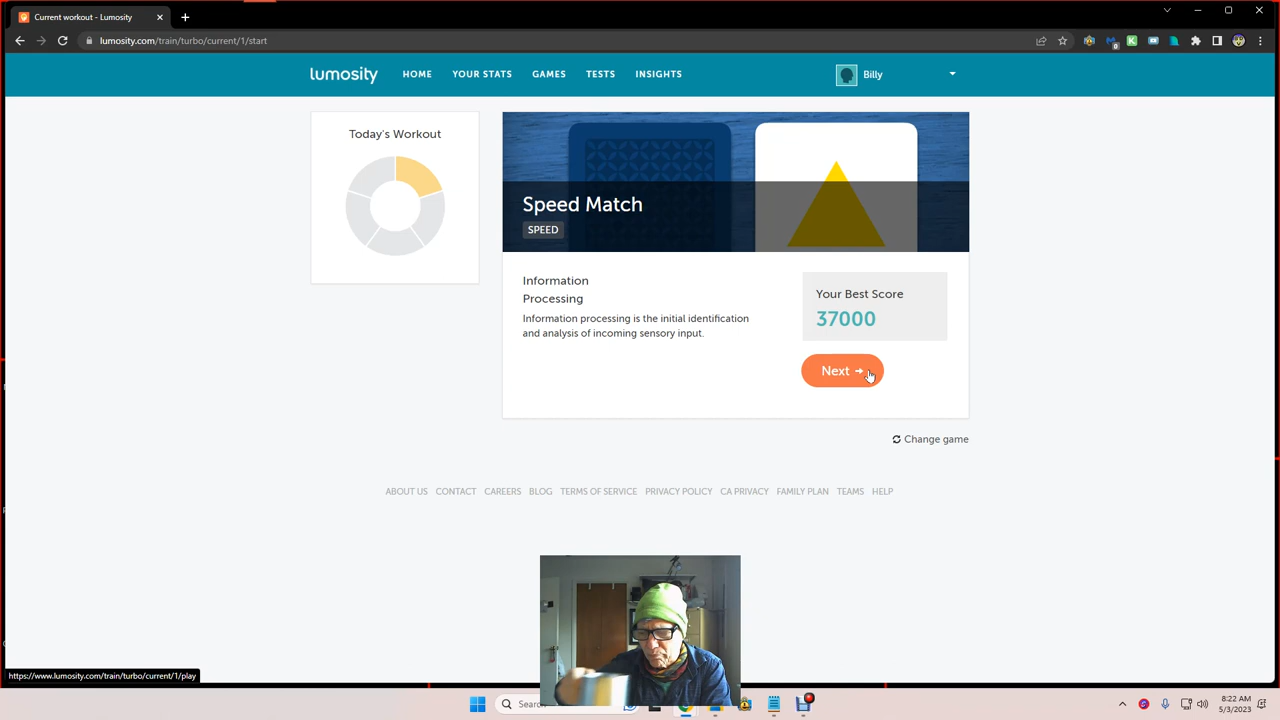 Current workout - Lumosity
lumosity.com/train/turbo/current/1/start
lumosity
HOME
YOUR STATS
GAMES
TESTS
INSIGHTS
Billy
Today's Workout
Speed Match
SPEED
Information
Processing
Information processing is the initial identification
and analysis of incoming sensory input.
Your Best Score
37000
Next
Change game
ABOUT US
CONTACT
CAREERS
BLOG
TERMS OF SERVICE
PRIVACY POLICY
CA PRIVACY
FAMILY PLAN
TEAMS
HELP
https://www.lumosity.com/train/turbo/current/1/play
8:22 AM
5/3/2023